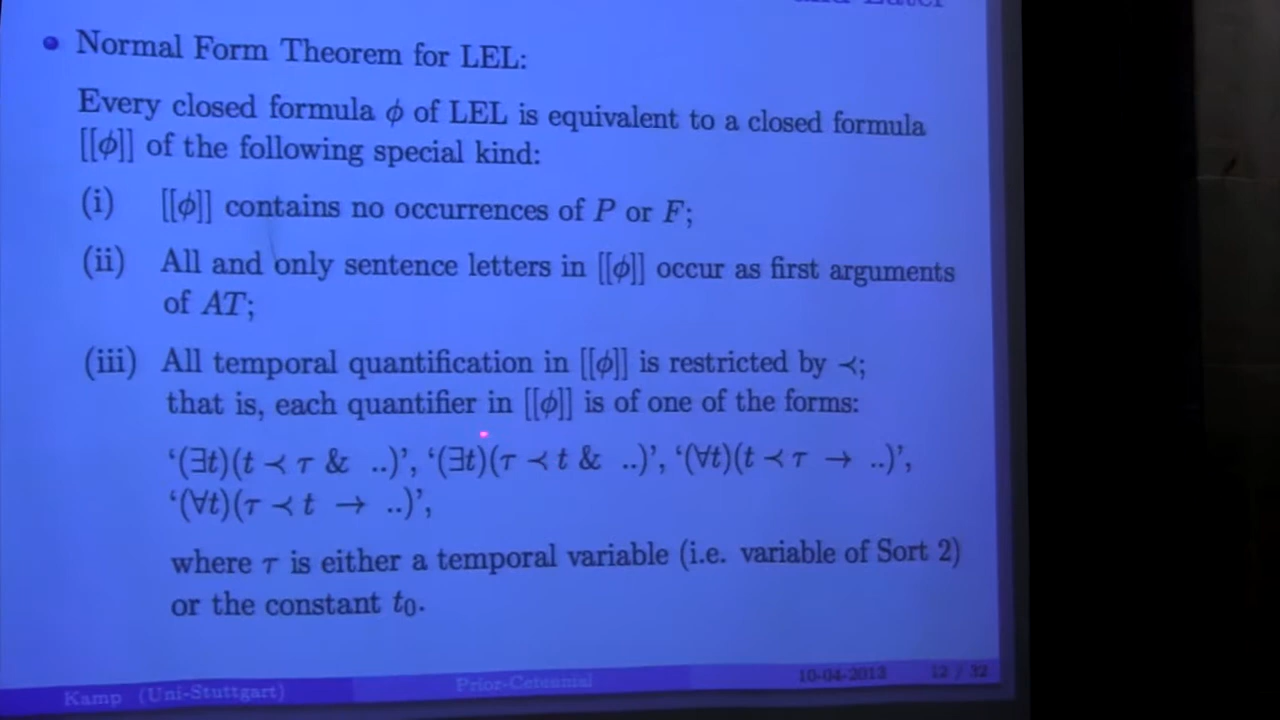 • Normal Form Theorem for LEL:
Every closed formula ϕ of LEL is equivalent to a closed formula
[[ϕ]] of the following special kind:
(i) [[ϕ]] contains no occurrences of P or F;
(ii) All and only sentence letters in [[ϕ]] occur as first arguments
of AT;
(iii) All temporal quantification in [[ϕ]] is restricted by ≺;
that is, each quantifier in [[ϕ]] is of one of the forms:
‘(∃t)(t ≺ τ & ..)’, ‘(∃t)(τ ≺ t & ..)’, ‘(∀t)(t ≺ τ → ..)’,
‘(∀t)(τ ≺ t → ..)’,
where τ is either a temporal variable (i.e. variable of Sort 2)
or the constant t₀.
Kamp (Uni-Stuttgart) Prior-Cetennial 10-04-2013 12 / 32